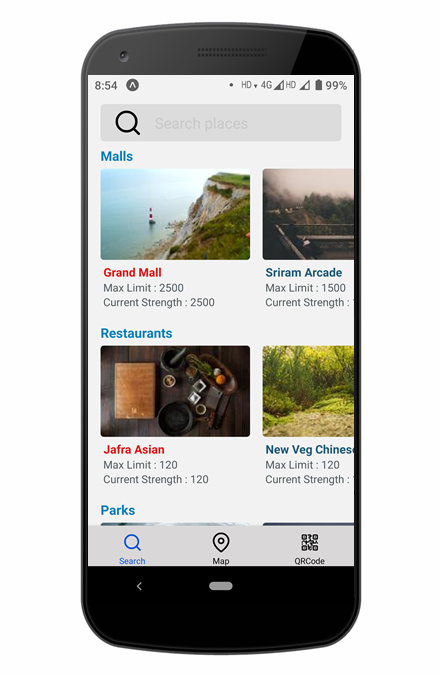 8:54 HD 4G HD 99%
Search places
Malls
Grand Mall
Max Limit : 2500
Current Strength : 2500
Sriram Arcade
Max Limit : 1500
Current Strength :
Restaurants
Jafra Asian
Max Limit : 120
Current Strength : 120
New Veg Chinese
Max Limit : 120
Current Strength :
Parks
Search
Map
QRCode